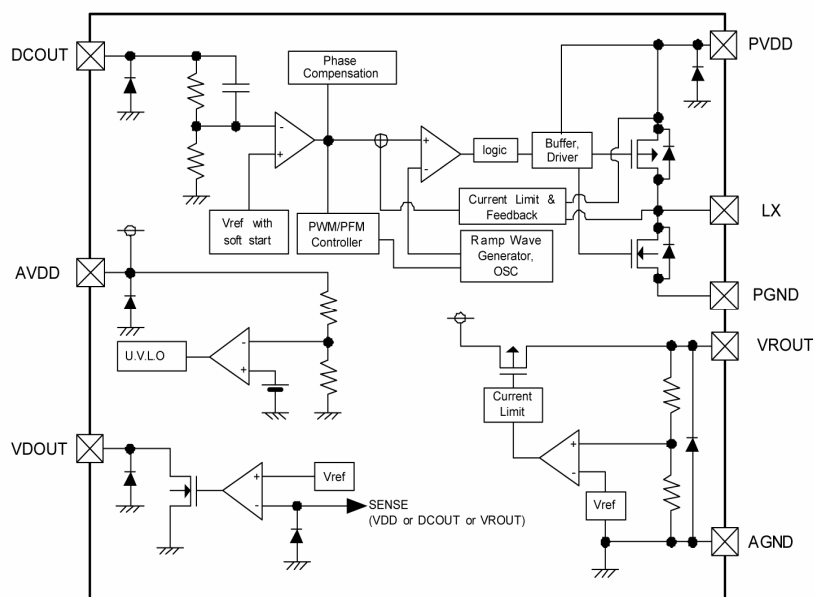 DCOUT
PVDD
Phase
Compensation
-
+
+
-
logic
Buffer,
Driver
Vref with
soft start
PWM/PFM
Controller
Current Limit &
Feedback
LX
Ramp Wave
Generator,
OSC
AVDD
PGND
U.V.L.O
-
+
VROUT
Current
Limit
+
-
VDOUT
+
-
Vref
SENSE
(VDD or DCOUT or VROUT)
Vref
AGND